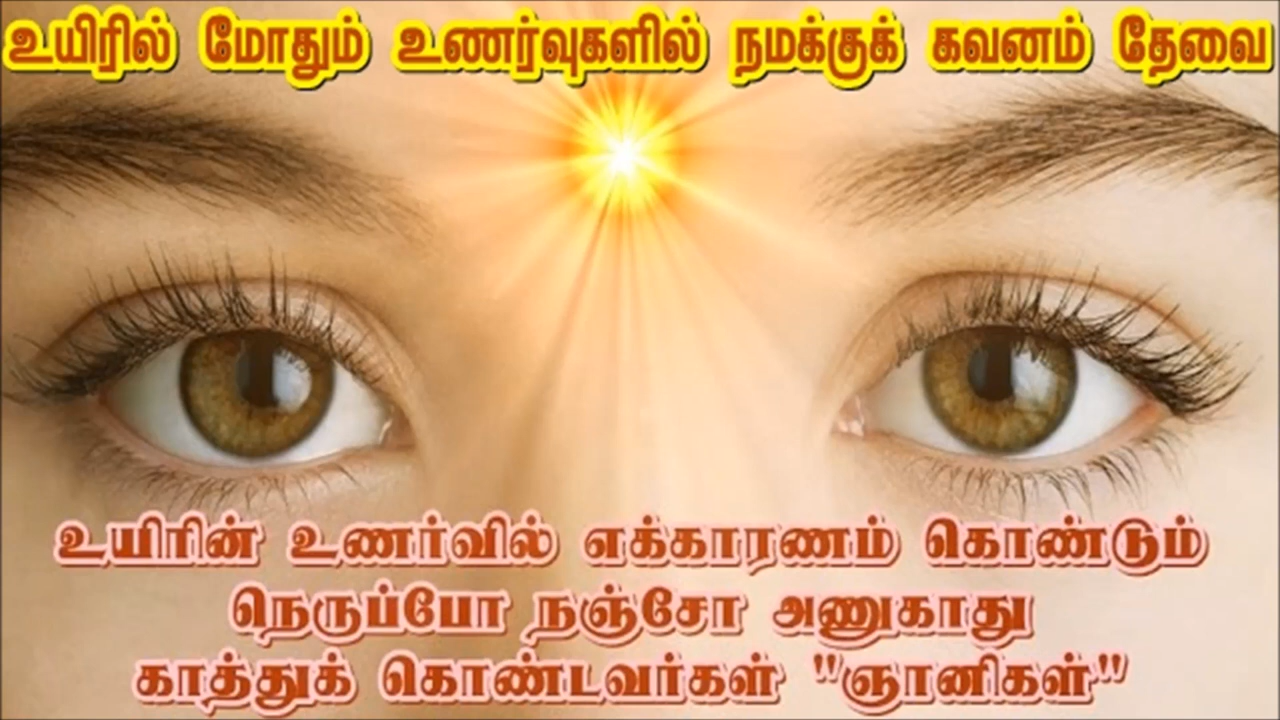 உயிரில் மோதும் உணர்வுகளில் நமக்குக் கவனம் தேவை
உயிரின் உணர்வில் எக்காரணம் கொண்டும்
நெருப்போ நஞ்சோ அணுகாது
காத்துக் கொண்டவர்கள் "ஞானிகள்"